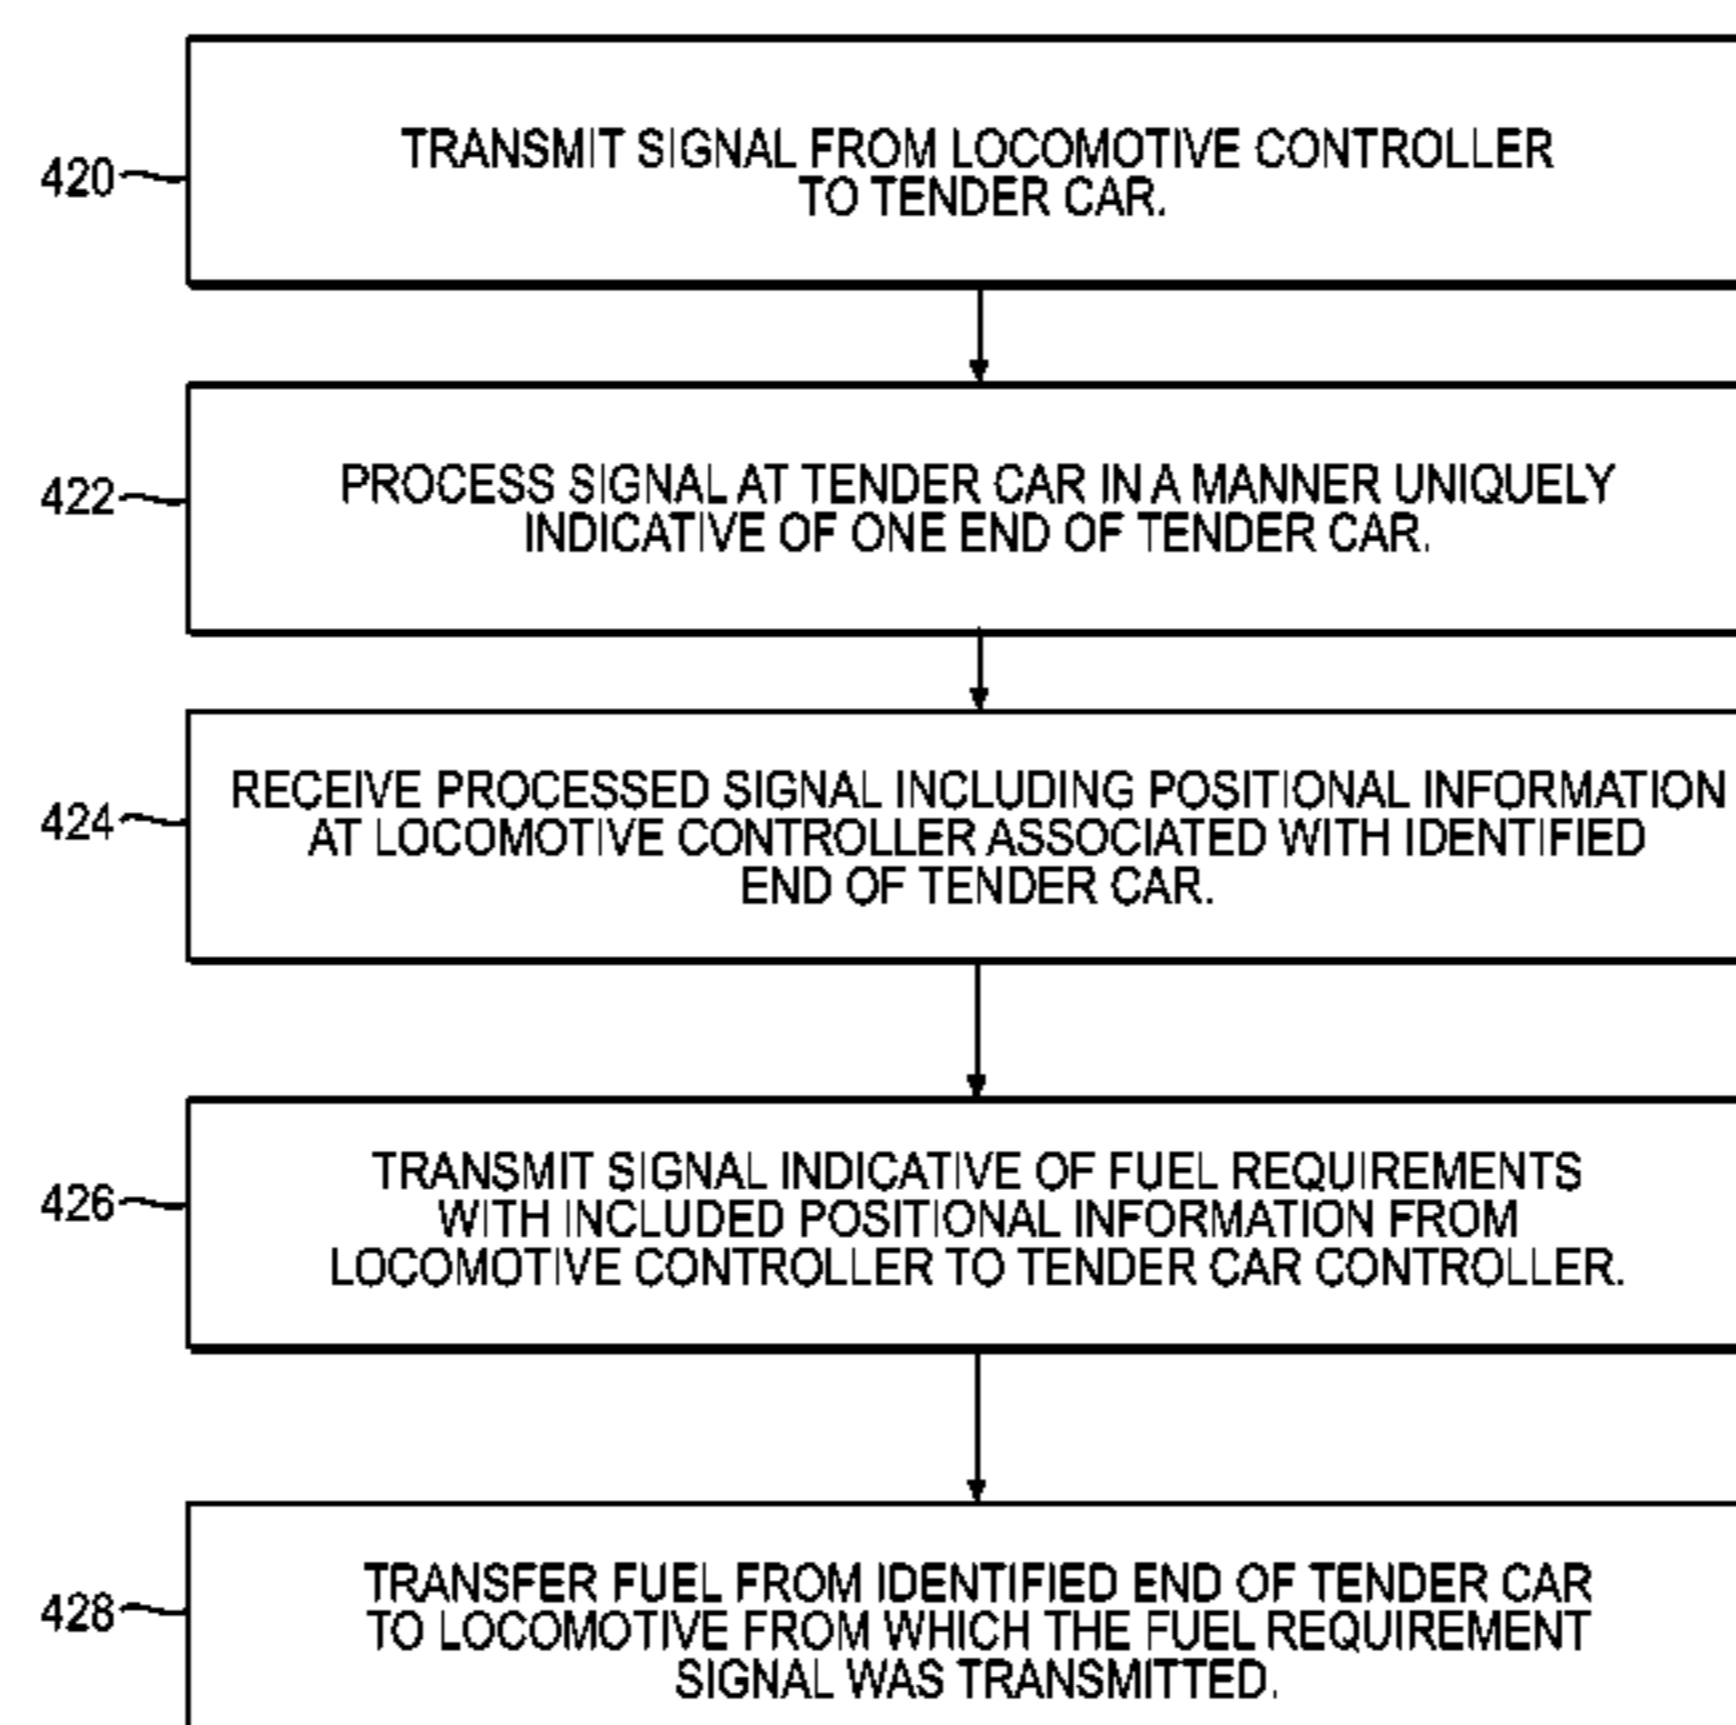 420
TRANSMIT SIGNAL FROM LOCOMOTIVE CONTROLLER
TO TENDER CAR.
422
PROCESS SIGNAL AT TENDER CAR IN A MANNER UNIQUELY
INDICATIVE OF ONE END OF TENDER CAR.
424
RECEIVE PROCESSED SIGNAL INCLUDING POSITIONAL INFORMATION
AT LOCOMOTIVE CONTROLLER ASSOCIATED WITH IDENTIFIED
END OF TENDER CAR.
426
TRANSMIT SIGNAL INDICATIVE OF FUEL REQUIREMENTS
WITH INCLUDED POSITIONAL INFORMATION FROM
LOCOMOTIVE CONTROLLER TO TENDER CAR CONTROLLER.
428
TRANSFER FUEL FROM IDENTIFIED END OF TENDER CAR
TO LOCOMOTIVE FROM WHICH THE FUEL REQUIREMENT
SIGNAL WAS TRANSMITTED.